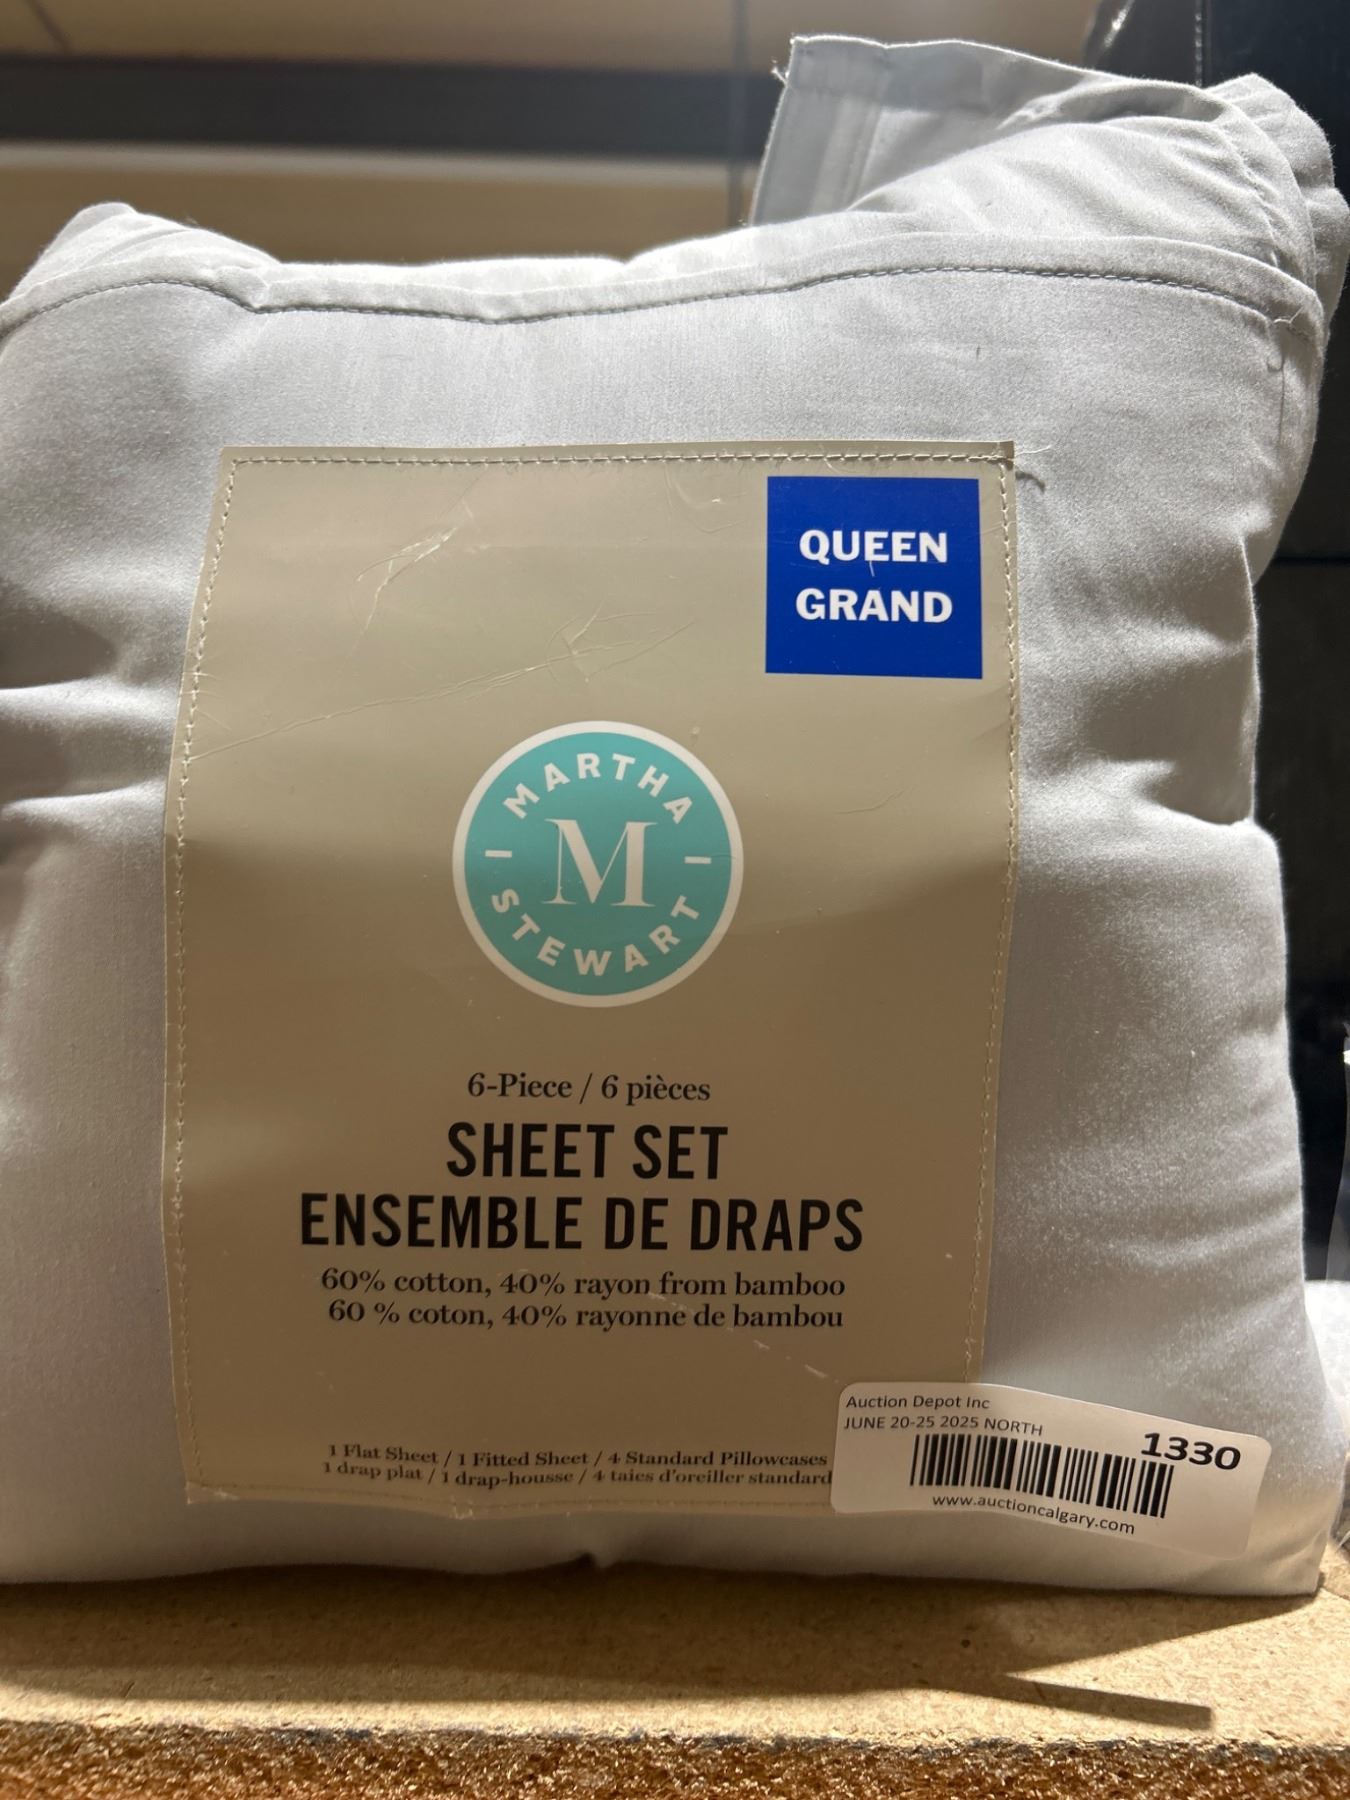 QUEEN
GRAND
MARTHA
M
STEWART
6-Piece / 6 pièces
SHEET SET
ENSEMBLE DE DRAPS
60% cotton, 40% rayon from bamboo
60 % coton, 40% rayonne de bambou
1 Flat Sheet / 1 Fitted Sheet / 4 Standard Pillowcases
1 drap plat / 1 drap-housse / 4 taies d'oreiller standard
Auction Depot Inc
JUNE 20-25 2025 NORTH
1330
www.auctioncalgary.com